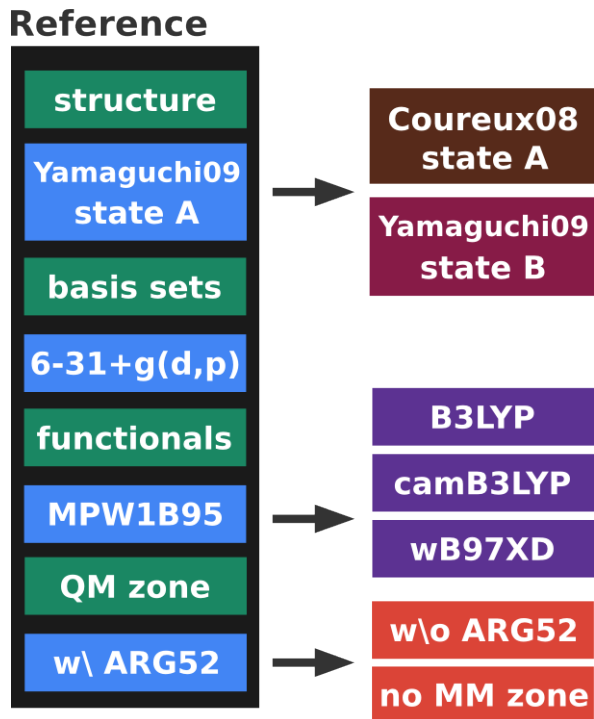 Reference
structure
Yamaguchi09
state A
basis sets
6-31+g(d,p)
functionals
MPW1B95
QM zone
w\ ARG52
Coureux08
state A
Yamaguchi09
state B
B3LYP
camB3LYP
wB97XD
w\o ARG52
no MM zone